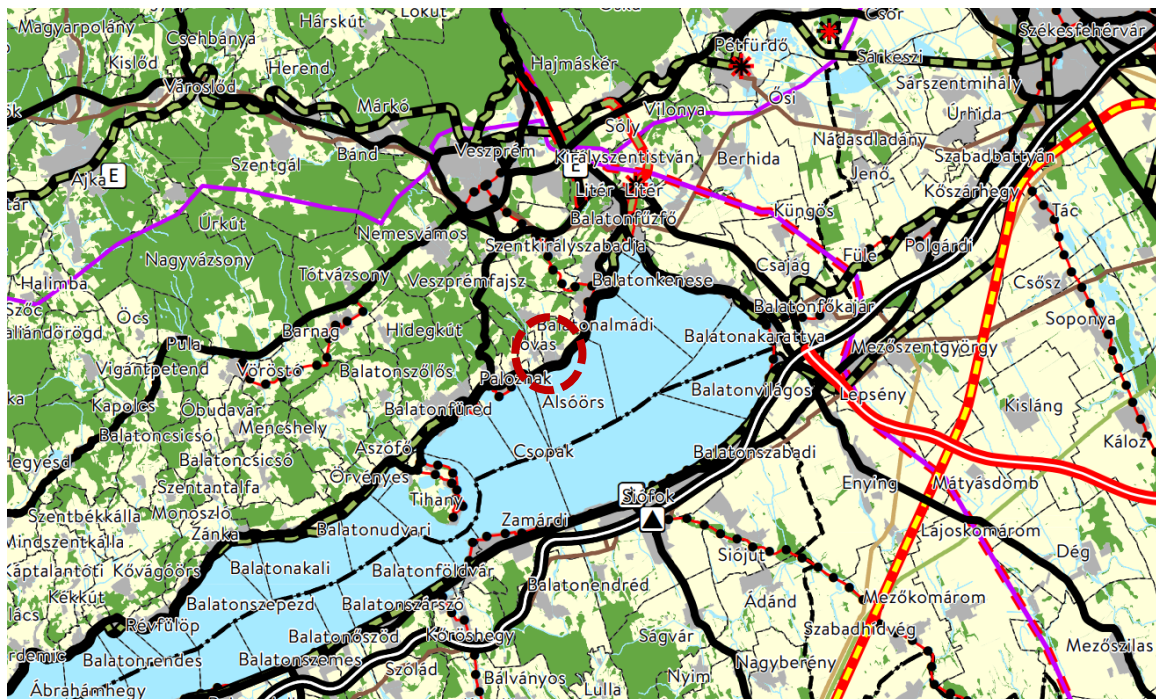 Magyarpolány
Hárskút
Lókút
Csór
Székesfehérvár
Csehbánya
Kislőd
Herend
Hajmáskér
Pétfürdő
Sárkeszi
Városlőd
Sárszentmihály
Márkó
Vilonya
Ősi
Úrhida
Sóly
Nádasdladány
Szentgál
Bánd
Veszprém
Királyszentistván
Berhida
Szabadbattyán
Ajka
E
E
Jenő
Litér
Litér
Kőszárhegy
Úrkút
Nemesvámos
Balatonfűzfő
Küngös
Tác
Szentkirályszabadja
Polgárdi
Nagyvázsony
Füle
Halimba
Tótvázsony
Veszprémfajsz
Balatonkenese
Csajág
Csősz
Szőc
Öcs
Balatonfőkajár
Soponya
Taliándörögd
Barnag
Hidegkút
Balatonalmádi
Balatonakarattya
Pula
Lovas
Mezőszentgyörgy
Vigántpetend
Vöröstó
Balatonszőlős
Paloznak
Balatonvilágos
Lepsény
Kapolcs
Óbudavár
Balatonfüred
Alsóörs
Kisláng
Mencshely
Balatoncsicsó
Aszófő
Káloz
Hegyesd
Balatoncsicsó
Csopak
Balatonszabadi
Szentantalfa
Örvényes
Enying
Mátyásdomb
Tihany
Siófok
Szentbékkálla
Monoszló
Zánka
Balatonudvari
Zamárdi
Lajoskomárom
Mindszentkálla
Siójut
Dég
Káptalantóti
Kővágóörs
Balatonakali
Balatonföldvár
Balatonendréd
Kékkút
Balatonszepezd
Balatonszárszó
Ádánd
Mezőkomárom
Révfülöp
Szabadhídvég
Balatonőszöd
Kőröshegy
Ságvár
Mezőszilas
Balatonrendes
Balatonszemes
Szólád
Nagyberény
Ábrahámhegy
Bálványos
Lulla
Nyim